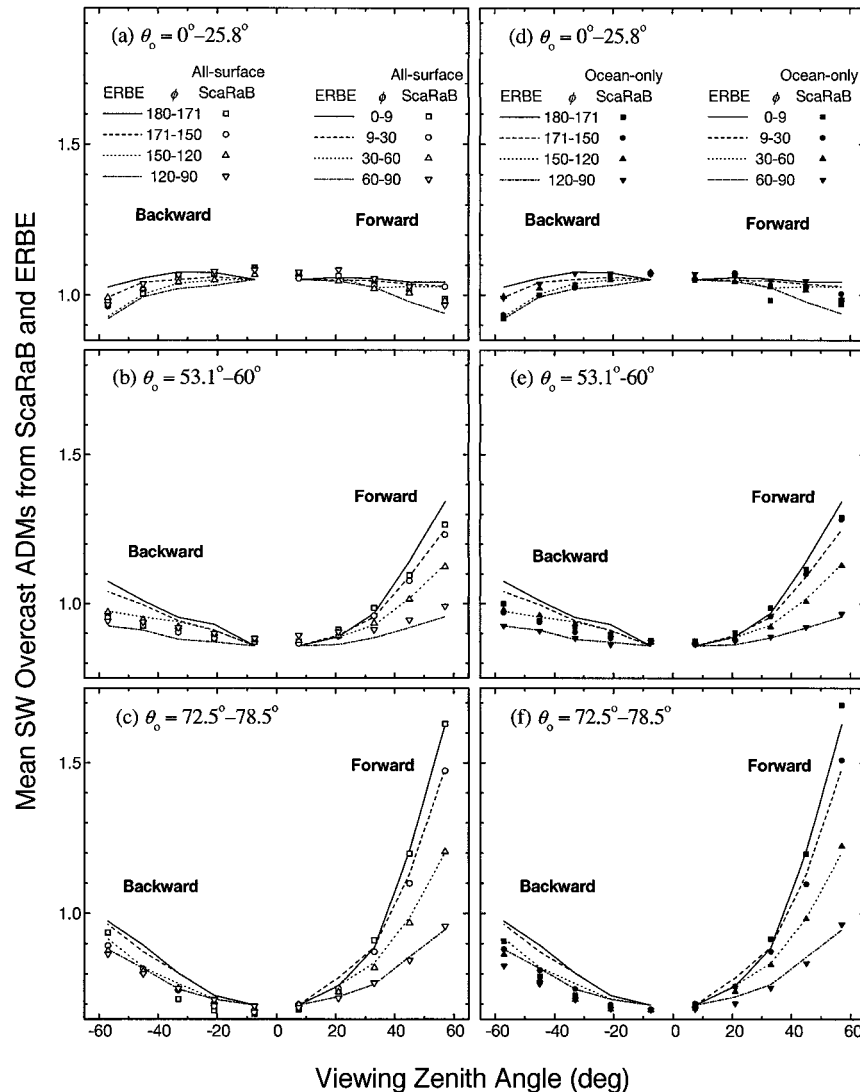 Mean SW Overcast ADMs from ScaRaB and ERBE
(a) θo = 0°–25.8°
All-surface
ERBE ϕ ScaRaB
180-171
171-150
150-120
120-90
All-surface
ERBE ϕ ScaRaB
0-9
9-30
30-60
60-90
Backward
Forward
1.5
1.0
(d) θo = 0°–25.8°
Ocean-only
ERBE ϕ ScaRaB
180-171
171-150
150-120
120-90
Ocean-only
ERBE ϕ ScaRaB
0-9
9-30
30-60
60-90
Backward
Forward
(b) θo = 53.1°–60°
Backward
Forward
1.5
1.0
(e) θo = 53.1°-60°
Backward
Forward
(c) θo = 72.5°–78.5°
Backward
Forward
1.5
1.0
-60 -40 -20 0 20 40 60
(f) θo = 72.5°–78.5°
Backward
Forward
-60 -40 -20 0 20 40 60
Viewing Zenith Angle (deg)